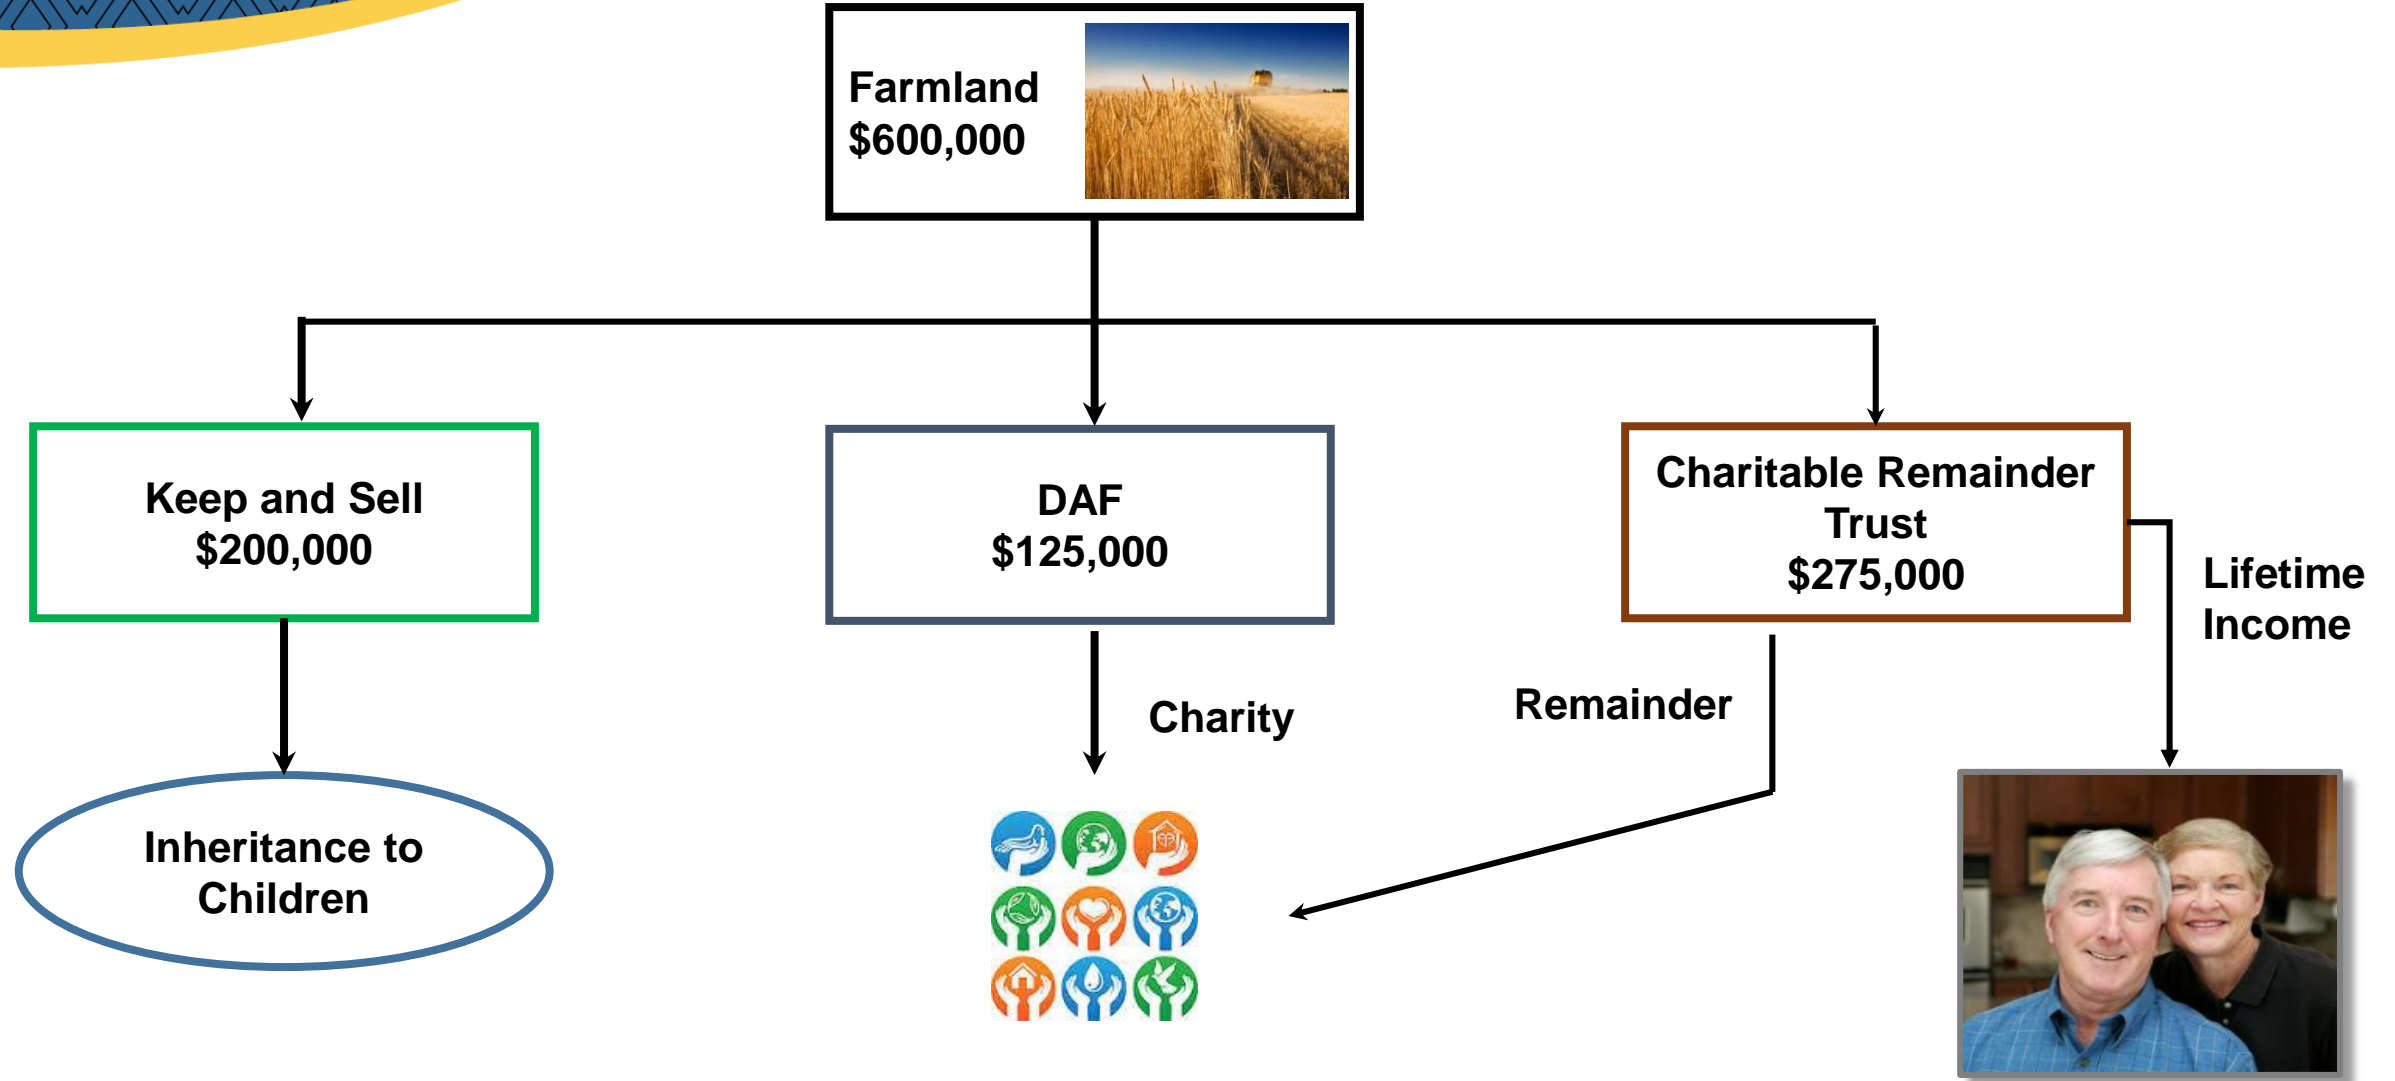 Farmland
$600,000
Keep and Sell
$200,000
DAF
$125,000
Charitable Remainder
Trust
$275,000
Lifetime
Income
Charity
Remainder
Inheritance to
Children